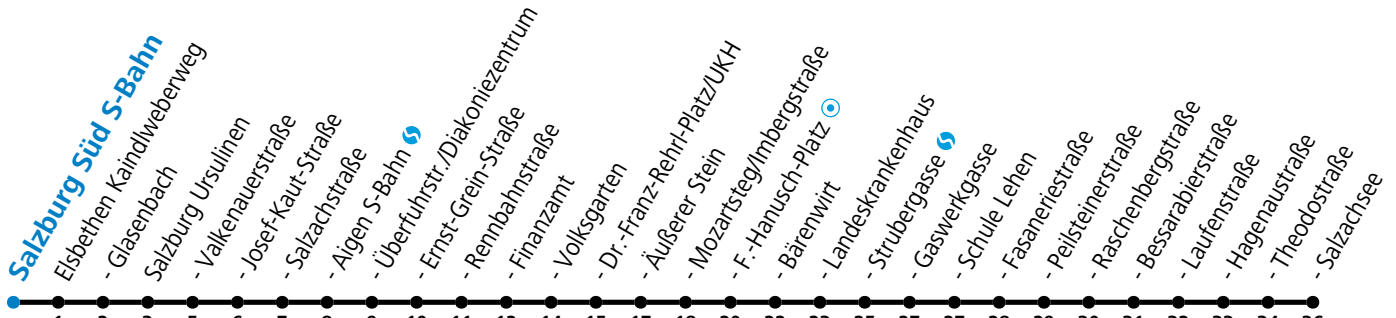 Salzburg Süd S-Bahn
Elsbethen Kaindlweberweg
- Glasenbach
Salzburg Ursulinen
- Valkenauerstraße
- Josef-Kaut-Straße
- Salzachstraße
- Aigen S-Bahn
- Überfuhrstr./Diakoniezentrum
- Ernst-Grein-Straße
- Rennbahnstraße
- Finanzamt
- Volksgarten
- Dr.-Franz-Rehrl-Platz/UKH
- Äußerer Stein
- Mozartsteg/Imbergstraße
- F.-Hanusch-Platz
- Bärenwirt
- Landeskrankenhaus
- Strubergasse
- Gaswerkgasse
- Schule Lehen
- Fasaneriestraße
- Peilsteinerstraße
- Raschenbergstraße
- Bessarabierstraße
- Laufenstraße
- Hagenaustraße
- Theodostraße
- Salzachsee